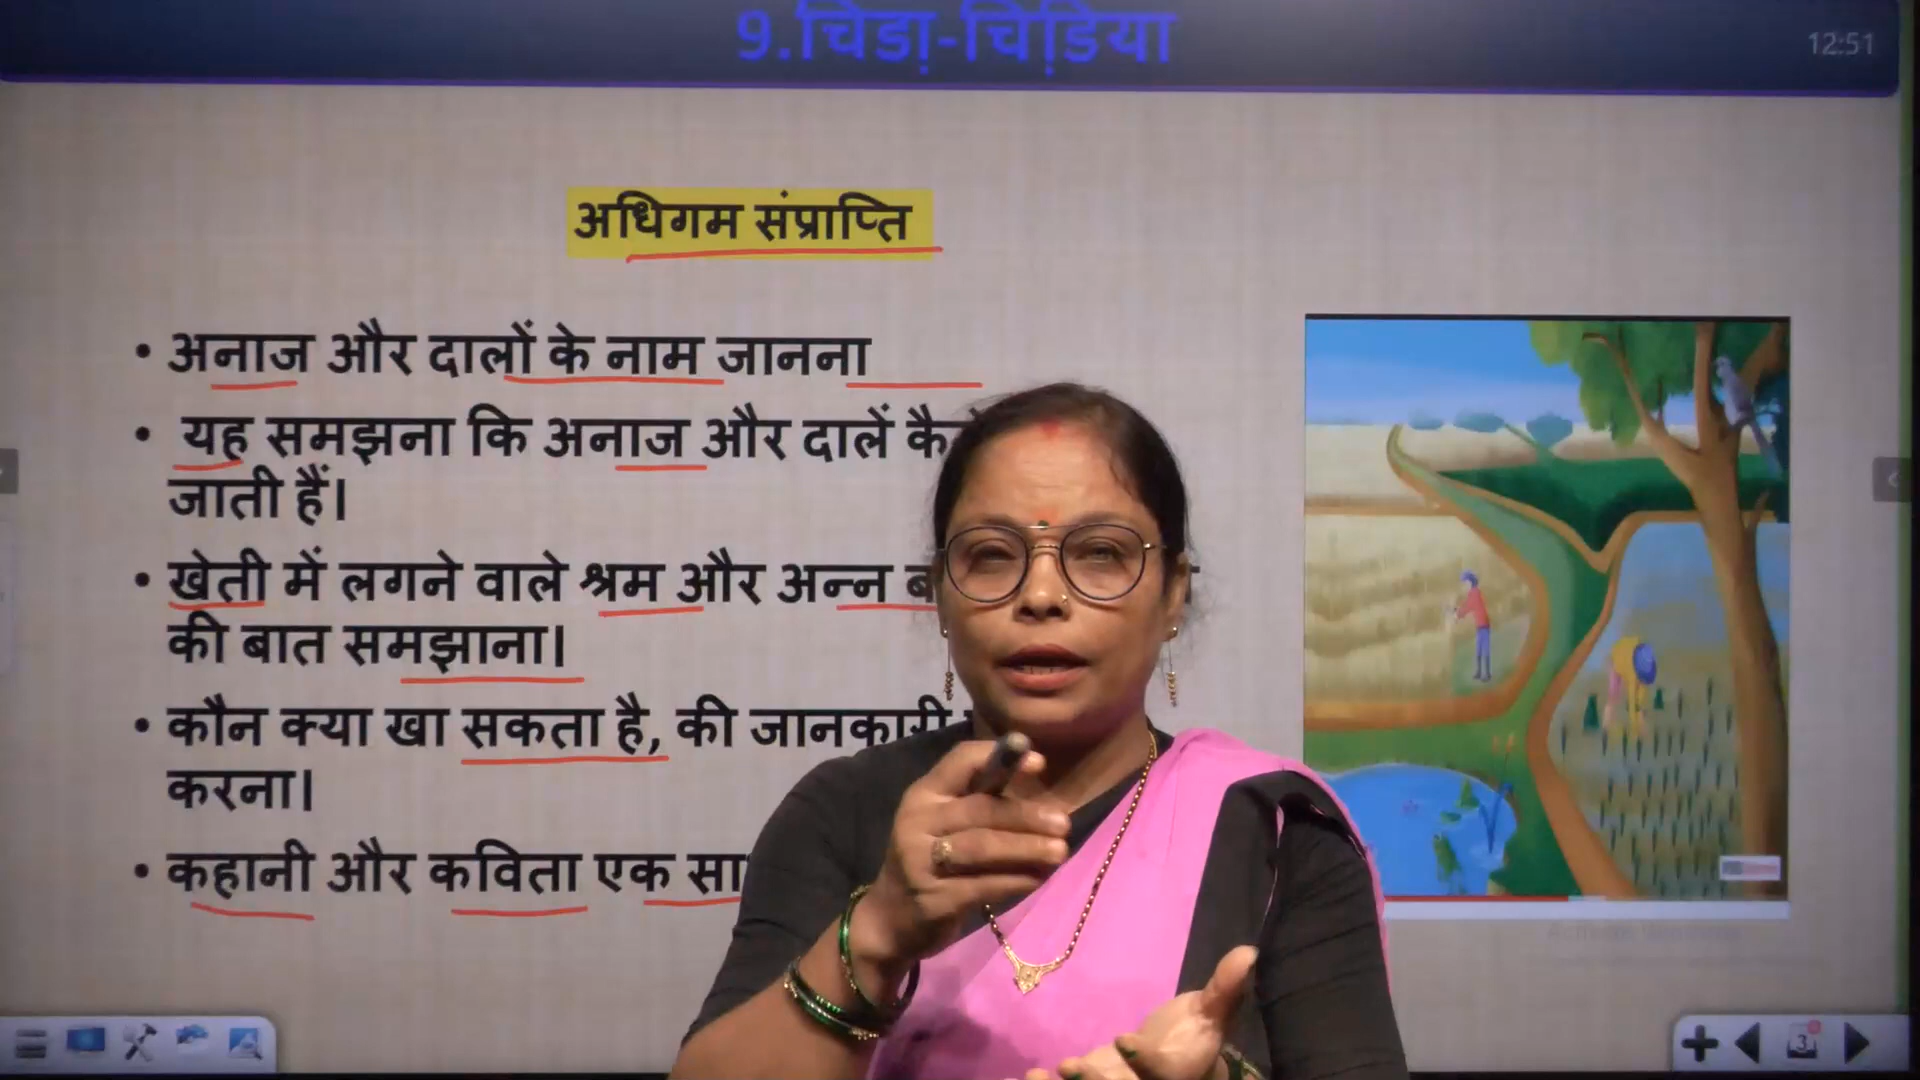 9.चिडा़-चिडि़या
12:51
अधिगम संप्राप्ति
• अनाज और दालों के नाम जानना
• यह समझना कि अनाज और दालें
जाती हैं।
• खेती में लगने वाले श्रम और अन्न
की बात समझाना।
• कौन क्या खा सकता है, की जानकारी
करना।
• कहानी और कविता एक
3